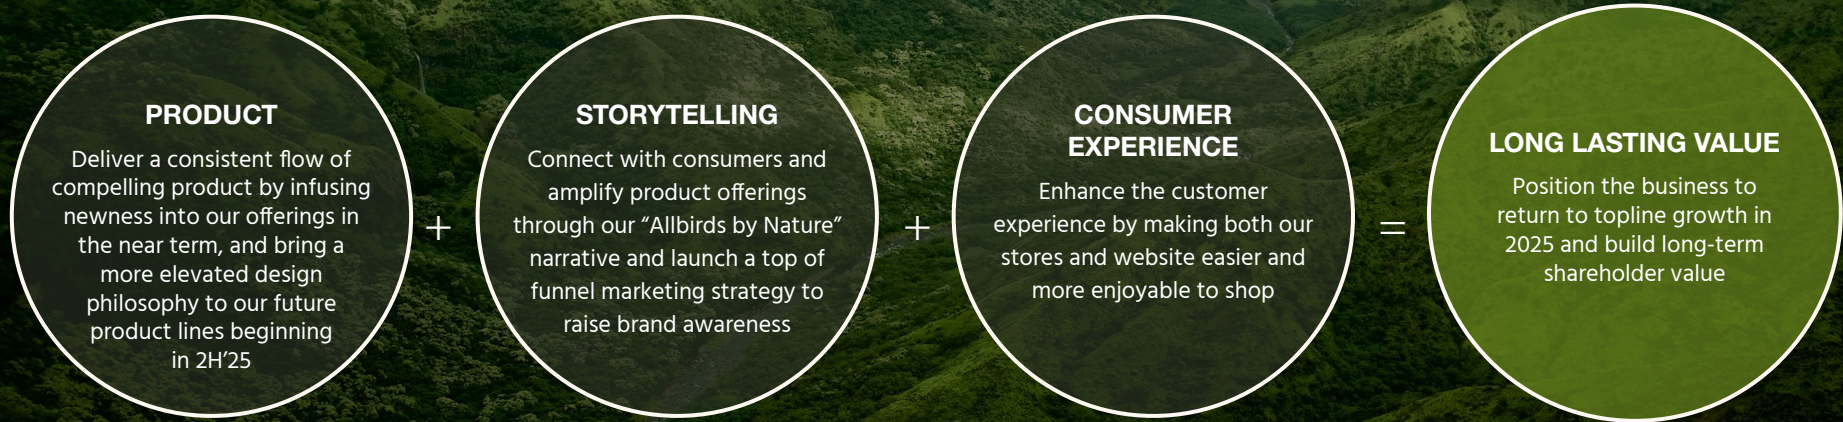 PRODUCT
Deliver a consistent flow of
compelling product by infusing
newness into our offerings in
the near term, and bring a
more elevated design
philosophy to our future
product lines beginning
in 2H’25
+
STORYTELLING
Connect with consumers and
amplify product offerings
through our “Allbirds by Nature”
narrative and launch a top of
funnel marketing strategy to
raise brand awareness
+
CONSUMER
EXPERIENCE
Enhance the customer
experience by making both our
stores and website easier and
more enjoyable to shop
=
LONG LASTING VALUE
Position the business to
return to topline growth in
2025 and build long-term
shareholder value